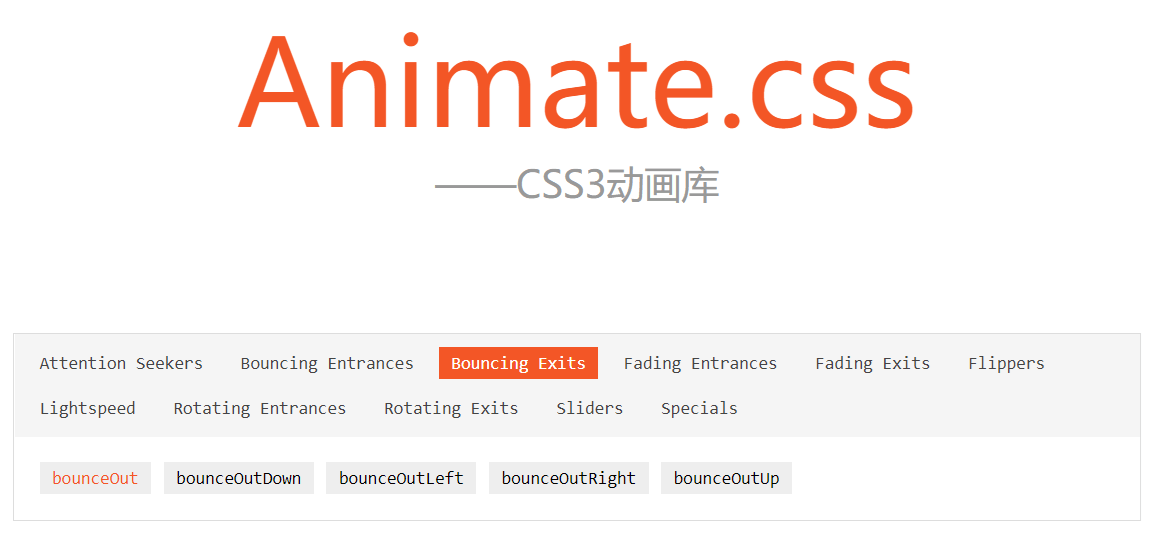 Animate.css
——CSS3动画库
Attention Seekers Bouncing Entrances Bouncing Exits Fading Entrances Fading Exits Flippers
Lightspeed Rotating Entrances Rotating Exits Sliders Specials
bounceOut bounceOutDown bounceOutLeft bounceOutRight bounceOutUp